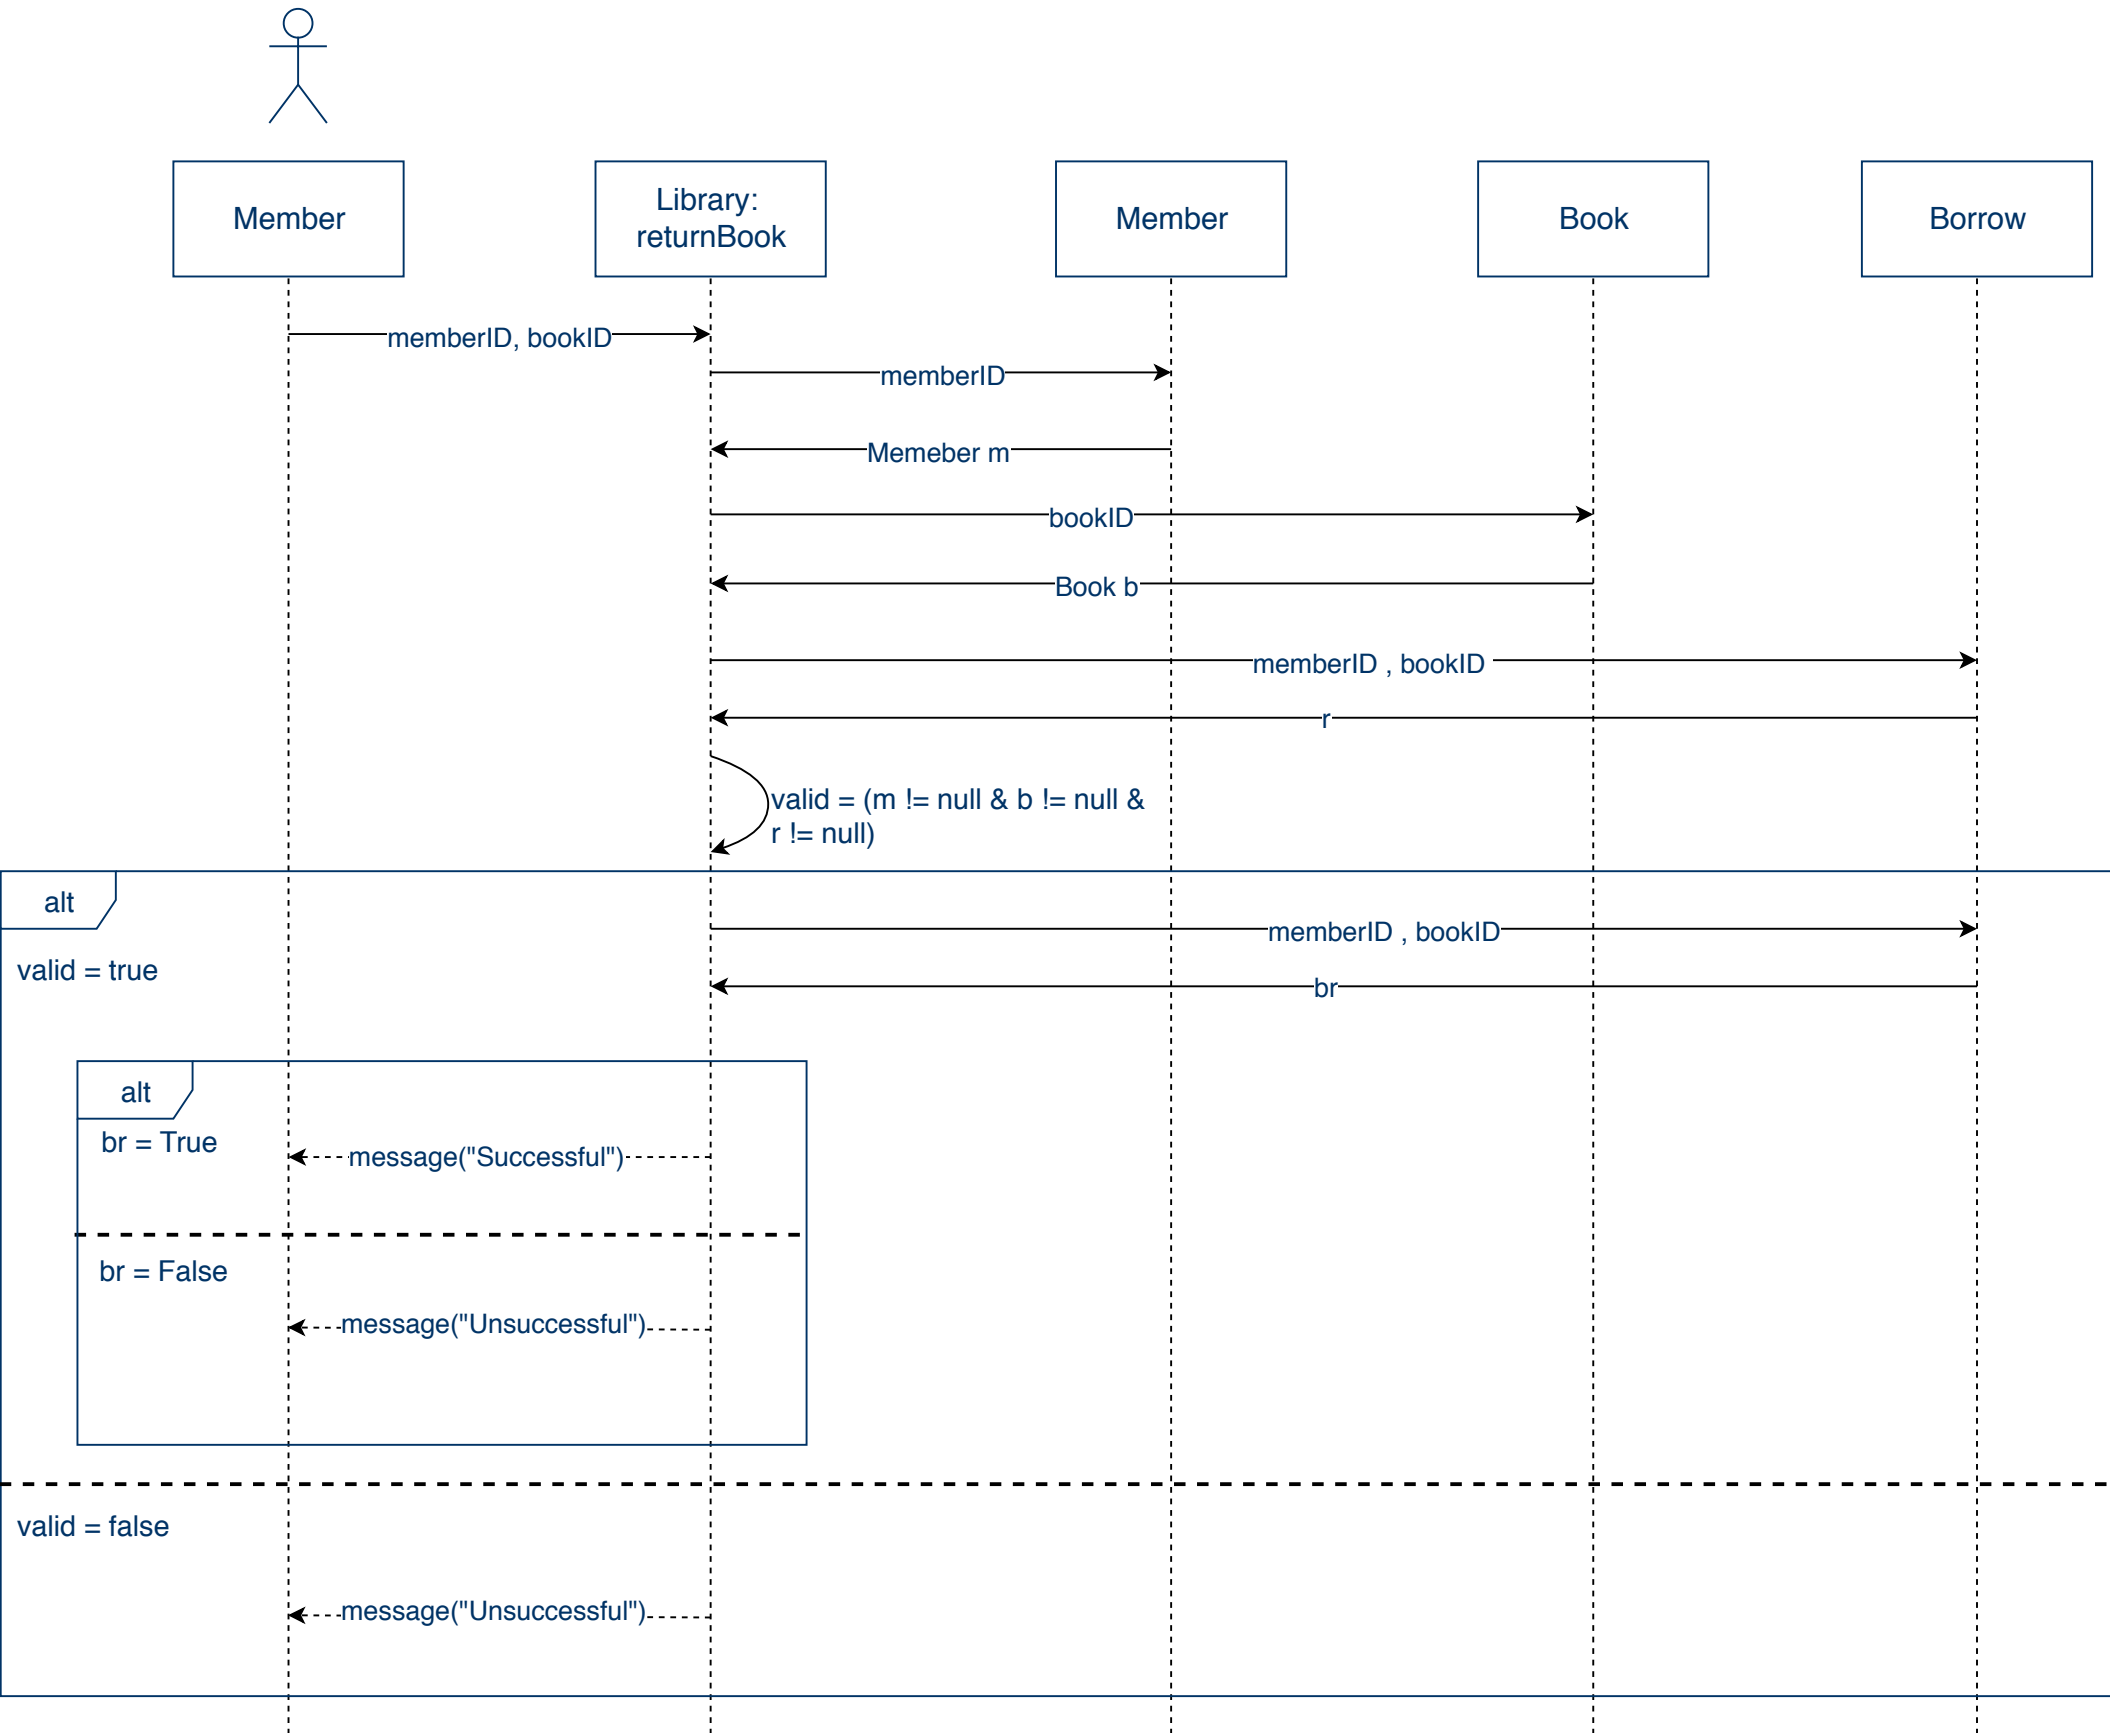 Member
Library:
returnBook
Member
Book
Borrow
memberID, bookID
memberID
Memeber m
bookID
Book b
memberID , bookID
r
valid = (m != null & b != null &
r != null)
alt
memberID , bookID
valid = true
br
alt
br = True
message("Successful")
br = False
message("Unsuccessful")
valid = false
message("Unsuccessful")